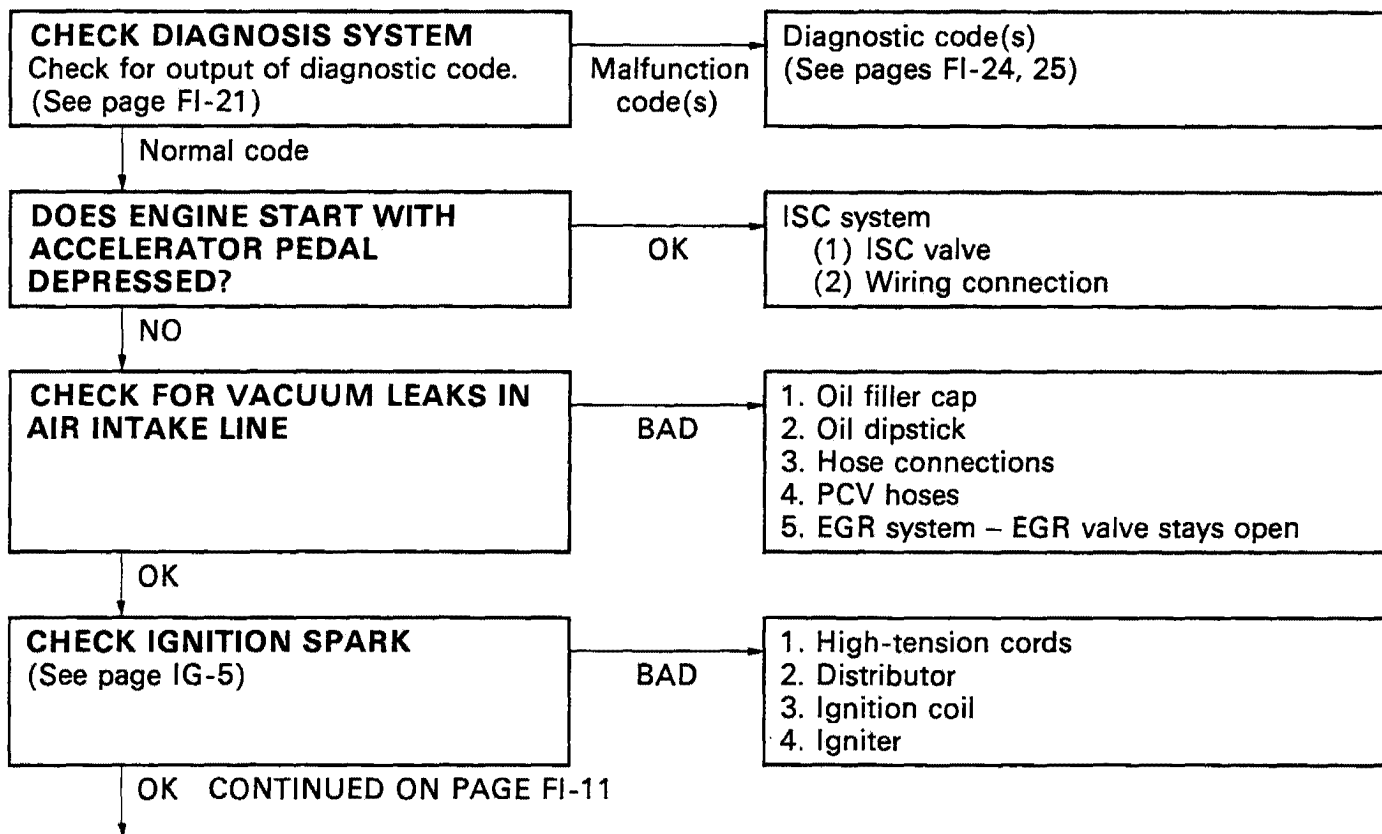 CHECK DIAGNOSIS SYSTEM
Check for output of diagnostic code.
(See page FI-21)
Malfunction
code(s)
Diagnostic code(s)
(See pages FI-24, 25)
Normal code
DOES ENGINE START WITH
ACCELERATOR PEDAL
DEPRESSED?
OK
ISC system
(1) ISC valve
(2) Wiring connection
NO
CHECK FOR VACUUM LEAKS IN
AIR INTAKE LINE
BAD
1. Oil filler cap
2. Oil dipstick
3. Hose connections
4. PCV hoses
5. EGR system – EGR valve stays open
OK
CHECK IGNITION SPARK
(See page IG-5)
BAD
1. High-tension cords
2. Distributor
3. Ignition coil
4. Igniter
OK CONTINUED ON PAGE FI-11